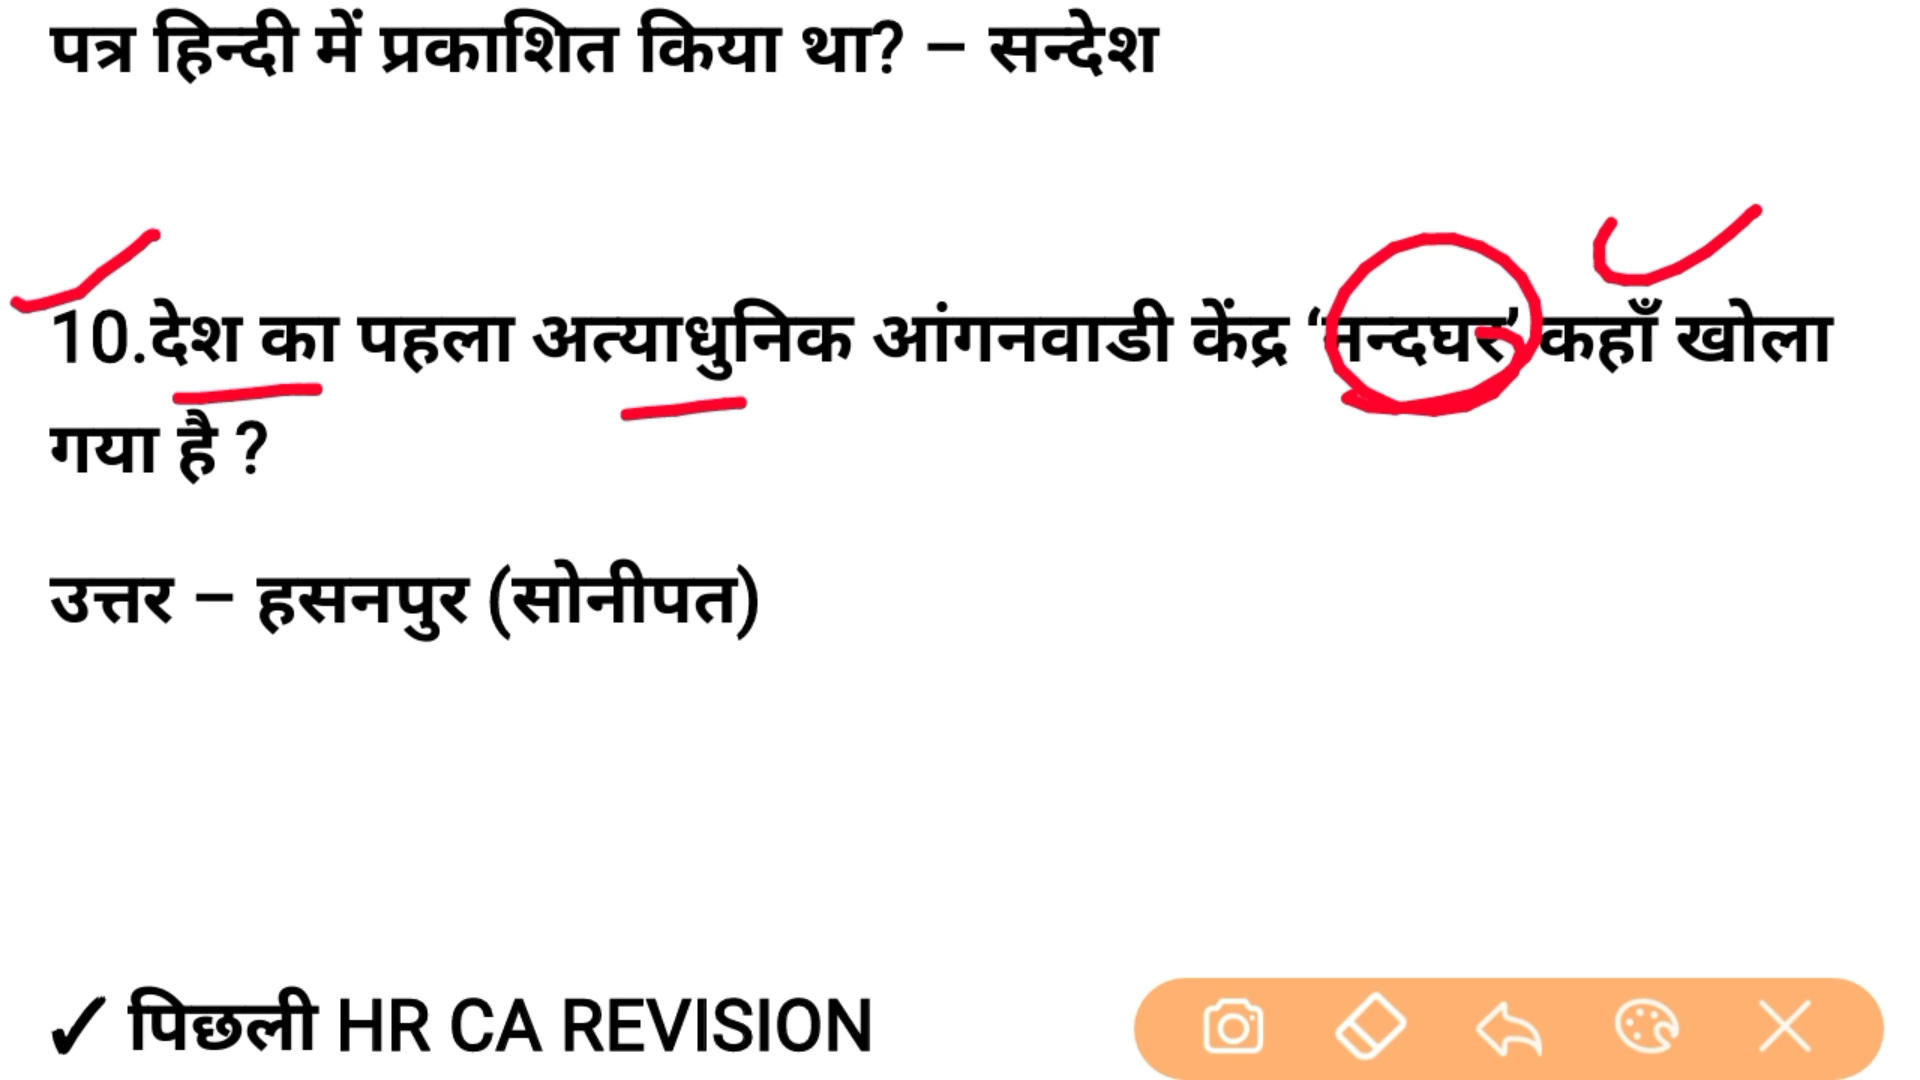 पत्र हिन्दी में प्रकाशित किया था? – सन्देश
10.देश का पहला अत्याधुनिक आंगनवाडी केंद्र ‘नन्दघर’ कहाँ खोला
गया है ?
उत्तर – हसनपुर (सोनीपत)
✓ पिछली HR CA REVISION